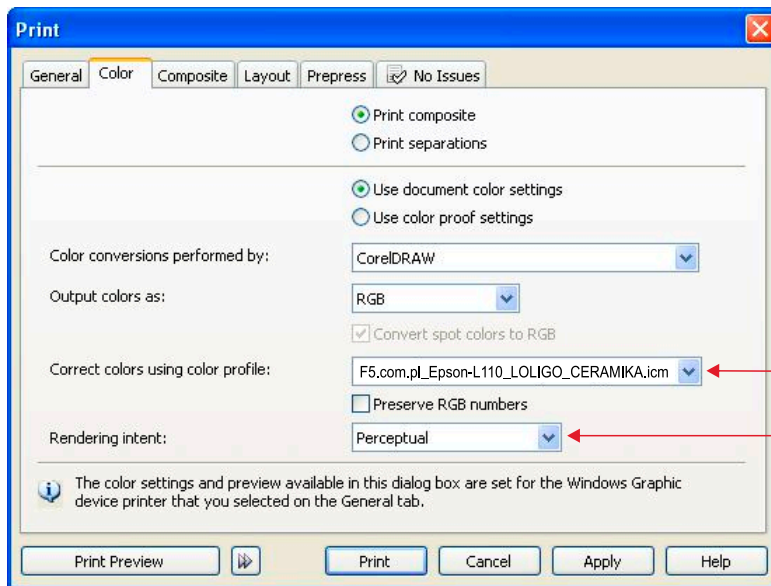 Print
General Color Composite Layout Prepress No Issues
Print composite
Print separations
Use document color settings
Use color proof settings
Color conversions performed by: CorelDRAW
Output colors as: RGB
Convert spot colors to RGB
Correct colors using color profile: F5.com.pl_Epson-L110_LOLIGO_CERAMIKA.icm
Preserve RGB numbers
Rendering intent: Perceptual
The color settings and preview available in this dialog box are set for the Windows Graphic
device printer that you selected on the General tab.
Print Preview Print Cancel Apply Help